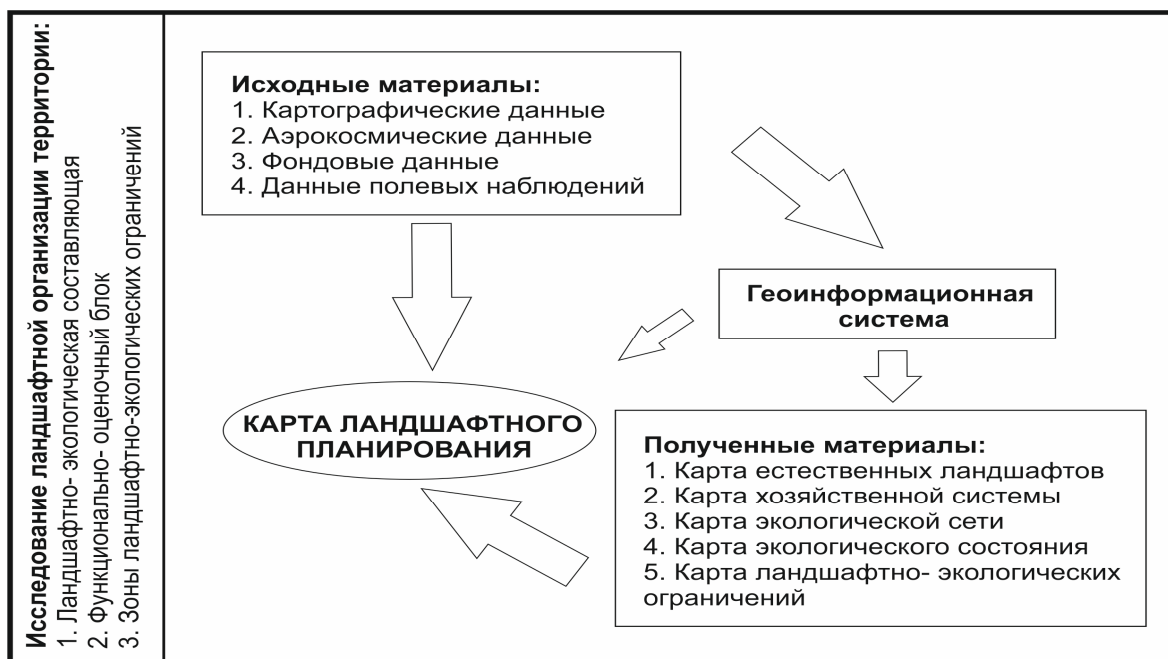 Исследование ландшафтной организации территории:
1. Ландшафтно- экологическая составляющая
2. Функционально- оценочный блок
3. Зоны ландшафтно-экологических ограничений
Исходные материалы:
1. Картографические данные
2. Аэрокосмические данные
3. Фондовые данные
4. Данные полевых наблюдений
Геоинформационная
система
КАРТА ЛАНДШАФТНОГО
ПЛАНИРОВАНИЯ
Полученные материалы:
1. Карта естественных ландшафтов
2. Карта хозяйственной системы
3. Карта экологической сети
4. Карта экологического состояния
5. Карта ландшафтно- экологических
ограничений